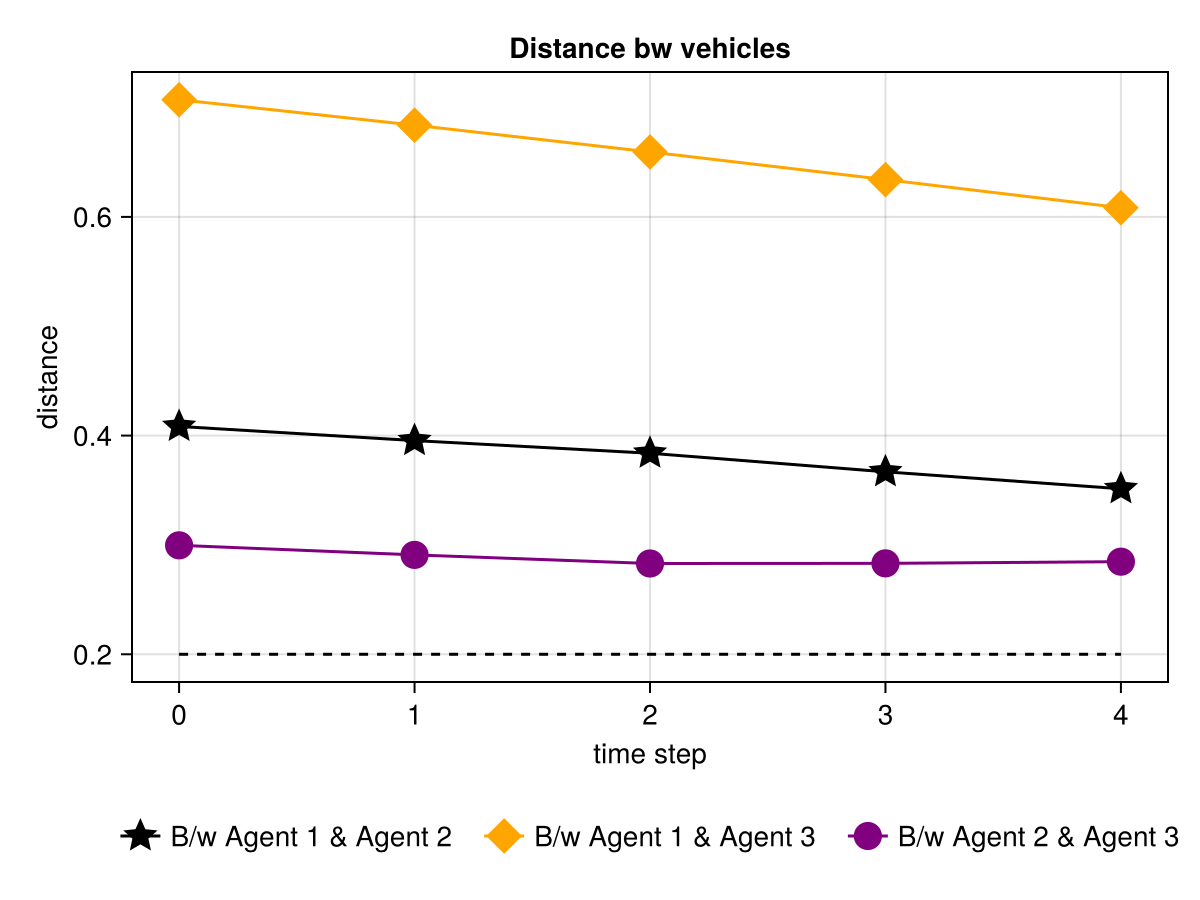 Distance bw vehicles
distance
0.6
0.4
0.2
0 1 2 3 4
time step
B/w Agent 1 & Agent 2 B/w Agent 1 & Agent 3 B/w Agent 2 & Agent 3